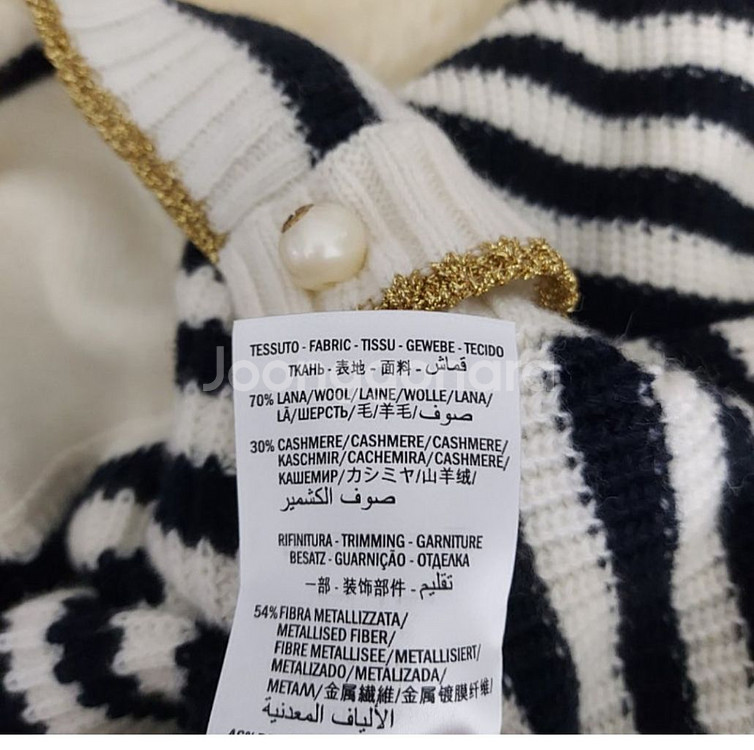 TESSUTO - FABRIC - TISSU - GEWEBE - TECIDO
ТКАНЬ - 表地 - 面料 - قماش
70% LANA/WOOL/LAINE/WOLLE/LANA/
LÃ/ШЕРСТЬ/毛/羊毛/صوف
30% CASHMERE/CASHMERE/CASHMERE/
KASCHMIR/CACHEMIRA/CASHMERE/
КАШЕМИР/カシミヤ/山羊绒/
صوف الكشمير
RIFINITURA - TRIMMING - GARNITURE
BESATZ - GUARNIÇÃO - ОТДЕЛКА
一部 - 装饰部件 - تقليم
54% FIBRA METALLIZZATA/
METALLISED FIBER/
FIBRE METALLISEE/METALLISIERT/
METALIZADO/METALIZADA/
МЕТАЛЛ/金属繊維/金属镀膜纤维/
الألياف المعدنية
Joonggonara